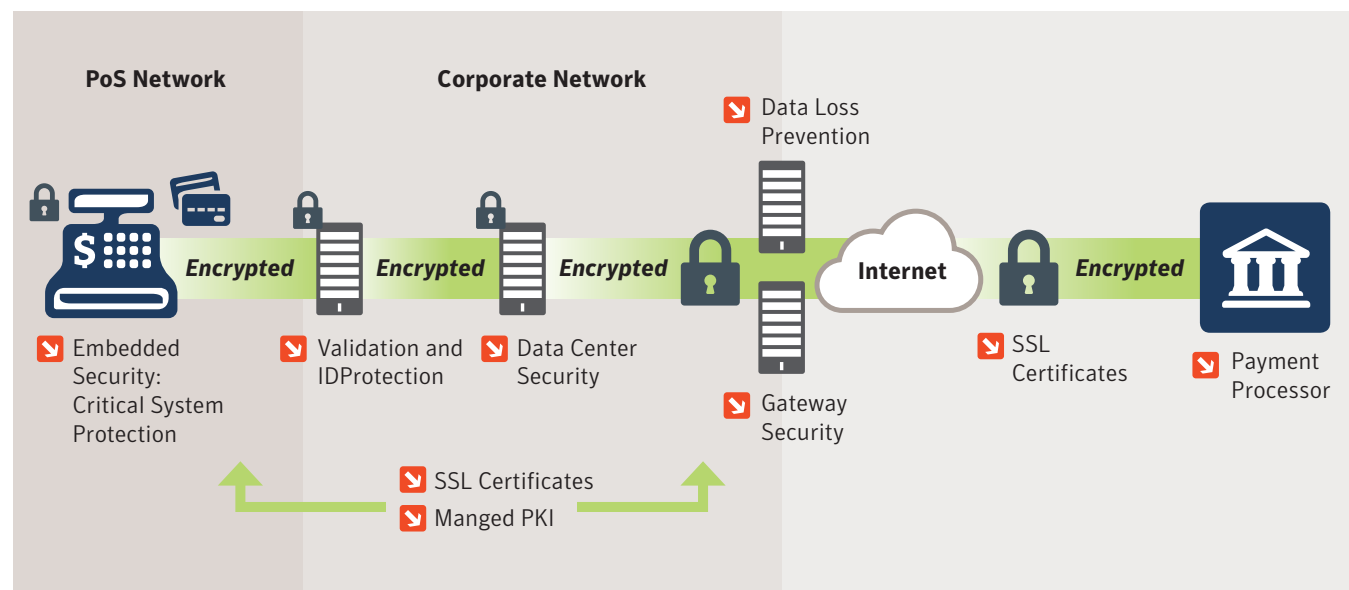 PoS Network
Corporate Network
Data Loss
Prevention
$
Encrypted
Encrypted
Encrypted
Internet
Encrypted
Embedded
Security:
Critical System
Protection
Validation and
IDProtection
Data Center
Security
Gateway
Security
SSL
Certificates
Payment
Processor
SSL Certificates
Manged PKI